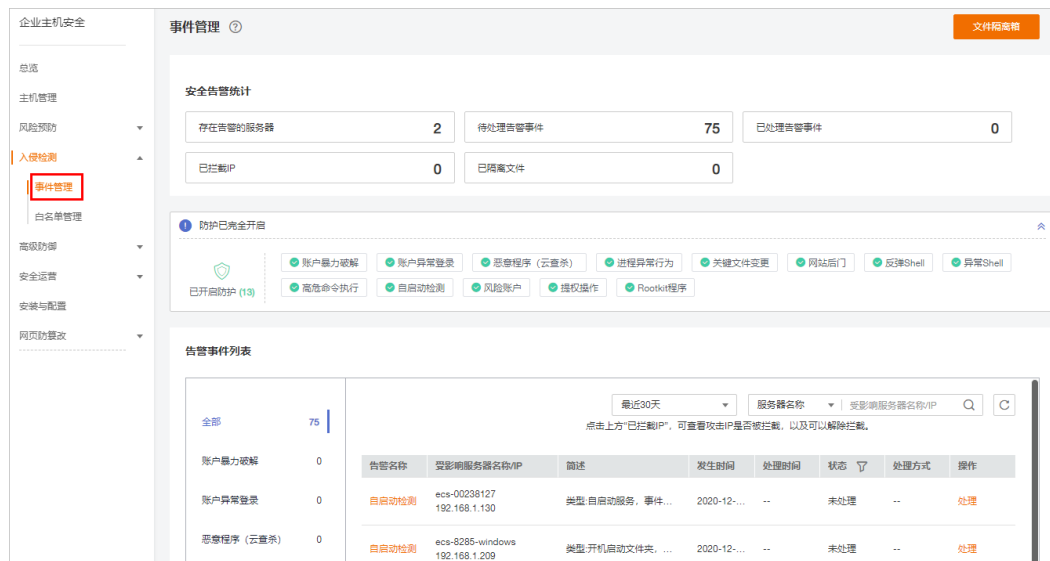 企业主机安全
总览
主机管理
风险预防
入侵检测
事件管理
白名单管理
高级防御
安全运营
安装与配置
网页防篡改
事件管理
文件隔离箱
安全告警统计
存在告警的服务器 2 待处理告警事件 75 已处理告警事件 0
已拦截IP 0 已隔离文件 0
防护已完全开启
已开启防护 (13)
账户暴力破解 账户异常登录 恶意程序（云查杀） 进程异常行为 关键文件变更 网站后门 反弹Shell 异常Shell
高危命令执行 自启动检测 风险账户 提权操作 Rootkit程序
告警事件列表
全部 75
账户暴力破解 0
账户异常登录 0
恶意程序（云查杀） 0
最近30天 服务器名称 受影响服务器名称/IP
点击上方“已拦截IP”，可查看攻击IP是否被拦截，以及可以解除拦截。
告警名称 受影响服务器名称/IP 简述 发生时间 处理时间 状态 处理方式 操作
自启动检测 ecs-00238127 类型:自启动服务，事件... 2020-12-... -- 未处理 -- 处理
192.168.1.130
自启动检测 ecs-8285-windows 类型:开机启动文件夹，... 2020-12-... -- 未处理 -- 处理
192.168.1.209